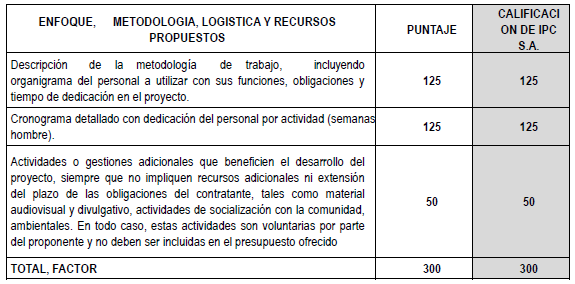 ENFOQUE, METODOLOGIA, LOGISTICA Y RECURSOS
PROPUESTOS
PUNTAJE
CALIFICACI
ON DE IPC
S.A.
Descripción de la metodología de trabajo, incluyendo
organigrama del personal a utilizar con sus funciones, obligaciones y
tiempo de dedicación en el proyecto.
125
125
Cronograma detallado con dedicación del personal por actividad (semanas
hombre).
125
125
Actividades o gestiones adicionales que beneficien el desarrollo del
proyecto, siempre que no impliquen recursos adicionales ni extensión
del plazo de las obligaciones del contratante, tales como material
audiovisual y divulgativo, actividades de socialización con la comunidad,
ambientales. En todo caso, estas actividades son voluntarias por parte
del proponente y no deben ser incluidas en el presupuesto ofrecido
50
50
TOTAL, FACTOR
300
300